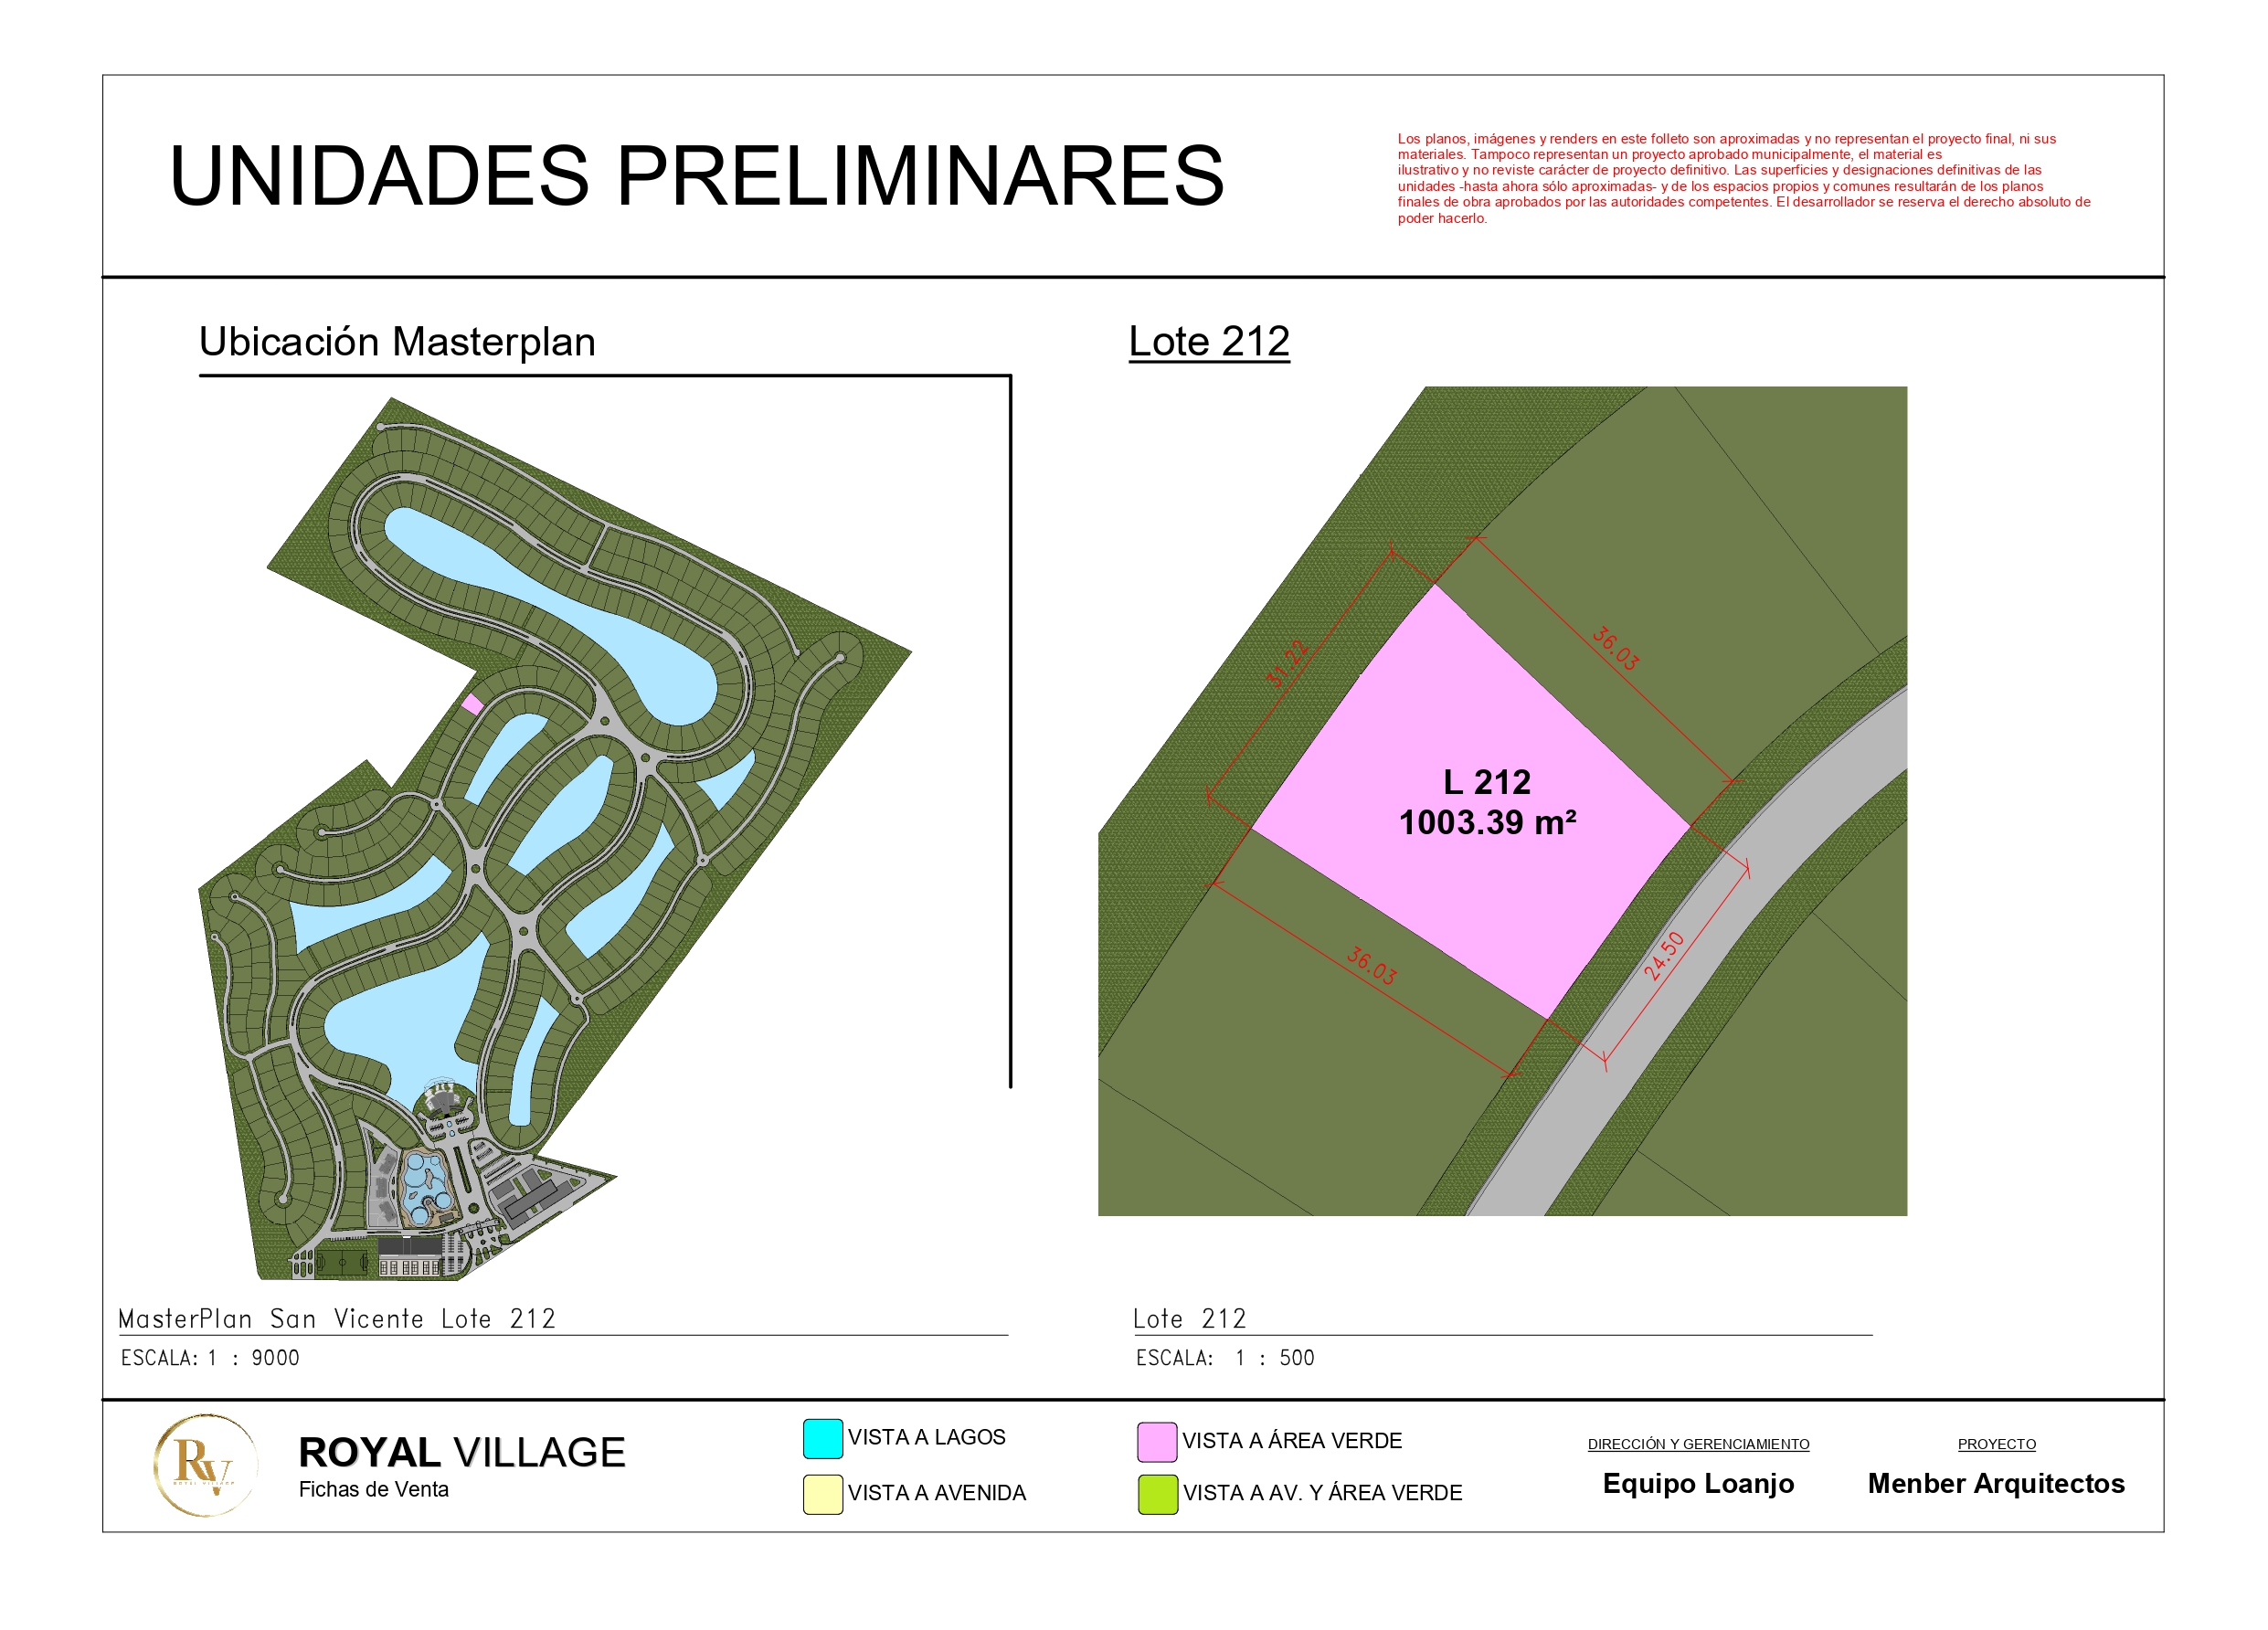 UNIDADES PRELIMINARES
Los planos, imágenes y renders en este folleto son aproximadas y no representan el proyecto final, ni sus
materiales. Tampoco representan un proyecto aprobado municipalmente, el material es
ilustrativo y no reviste carácter de proyecto definitivo. Las superficies y designaciones definitivas de las
unidades -hasta ahora sólo aproximadas- y de los espacios propios y comunes resultarán de los planos
finales de obra aprobados por las autoridades competentes. El desarrollador se reserva el derecho absoluto de
poder hacerlo.
Ubicación Masterplan
Lote 212
31.22
36.03
L 212
1003.39 m²
36.03
24.50
MasterPlan San Vicente Lote 212
ESCALA: 1 : 9000
Lote 212
ESCALA: 1 : 500
RV
ROYAL VILLAGE
ROYAL VILLAGE
Fichas de Venta
VISTA A LAGOS
VISTA A AVENIDA
VISTA A ÁREA VERDE
VISTA A AV. Y ÁREA VERDE
DIRECCIÓN Y GERENCIAMIENTO
Equipo Loanjo
PROYECTO
Menber Arquitectos